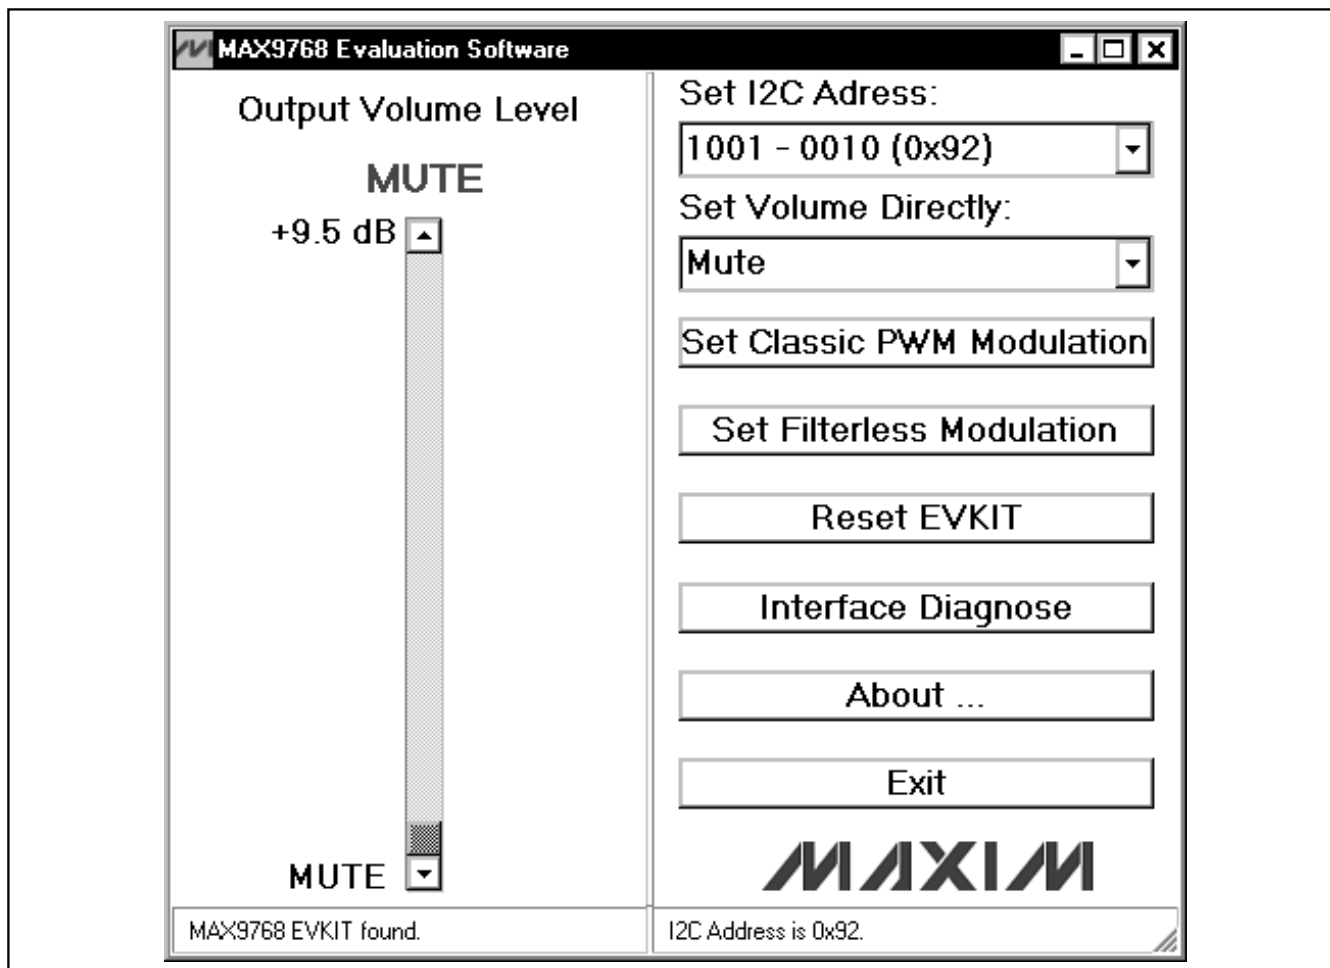 MAX9768 Evaluation Software
Output Volume Level
MUTE
+9.5 dB
MUTE
Set I2C Adress:
1001 - 0010 (0x92)
Set Volume Directly:
Mute
Set Classic PWM Modulation
Set Filterless Modulation
Reset EVKIT
Interface Diagnose
About ...
Exit
MAXIM
MAX9768 EVKIT found.
I2C Address is 0x92.